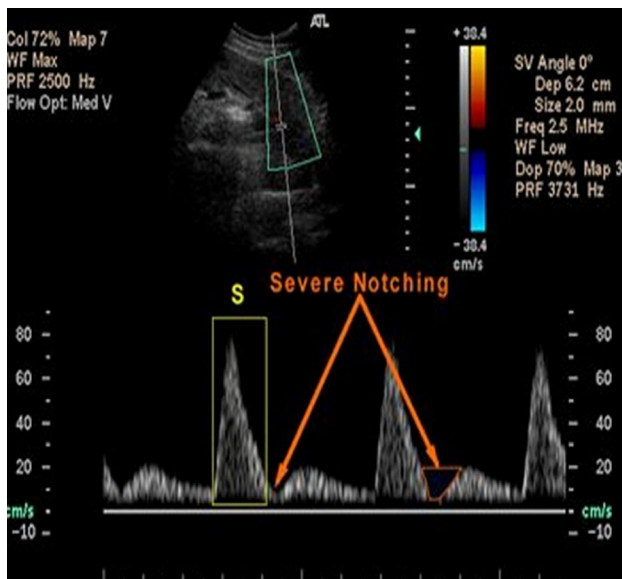 ATL
Col 72% Map 7
WF Max
PRF 2500 Hz
Flow Opt: Med V
+ 38.4
- 38.4
cm/s
SV Angle 0°
Dep 6.2 cm
Size 2.0 mm
Freq 2.5 MHz
WF Low
Dop 70% Map 3
PRF 3731 Hz
Severe Notching
S
80
60
40
20
cm/s
-10
80
60
40
20
cm/s
-10